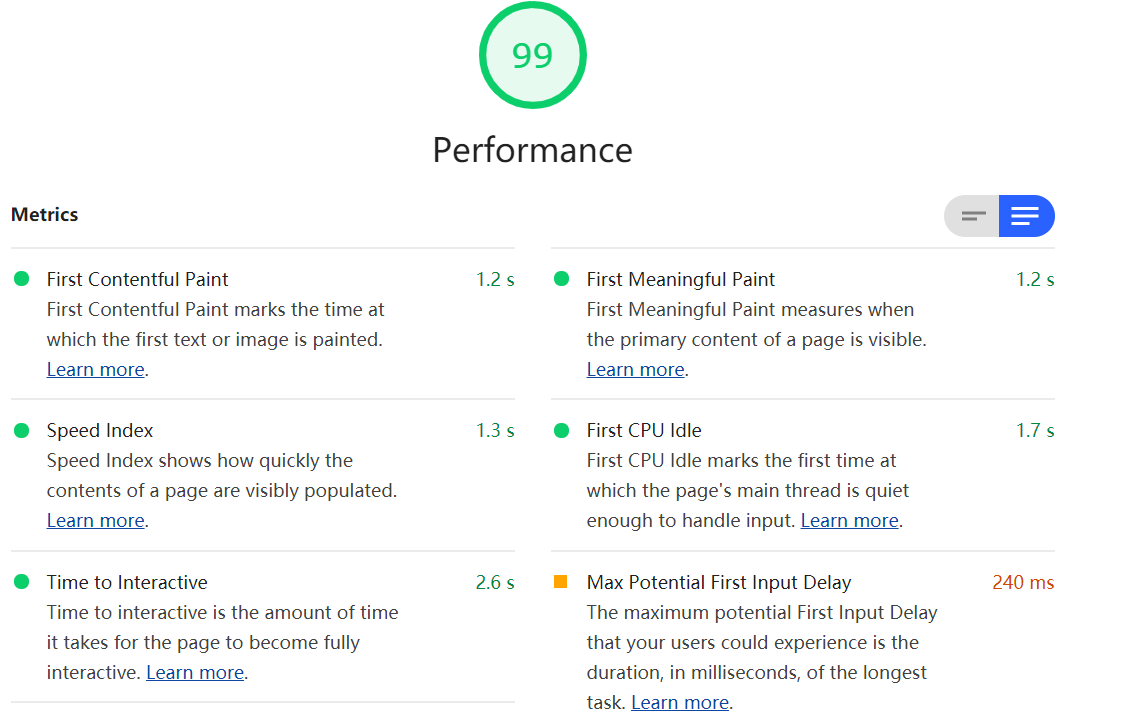 99
Performance
Metrics
First Contentful Paint 1.2 s
First Contentful Paint marks the time at
which the first text or image is painted.
Learn more.
First Meaningful Paint 1.2 s
First Meaningful Paint measures when
the primary content of a page is visible.
Learn more.
Speed Index 1.3 s
Speed Index shows how quickly the
contents of a page are visibly populated.
Learn more.
First CPU Idle 1.7 s
First CPU Idle marks the first time at
which the page's main thread is quiet
enough to handle input. Learn more.
Time to Interactive 2.6 s
Time to interactive is the amount of time
it takes for the page to become fully
interactive. Learn more.
Max Potential First Input Delay 240 ms
The maximum potential First Input Delay
that your users could experience is the
duration, in milliseconds, of the longest
task. Learn more.